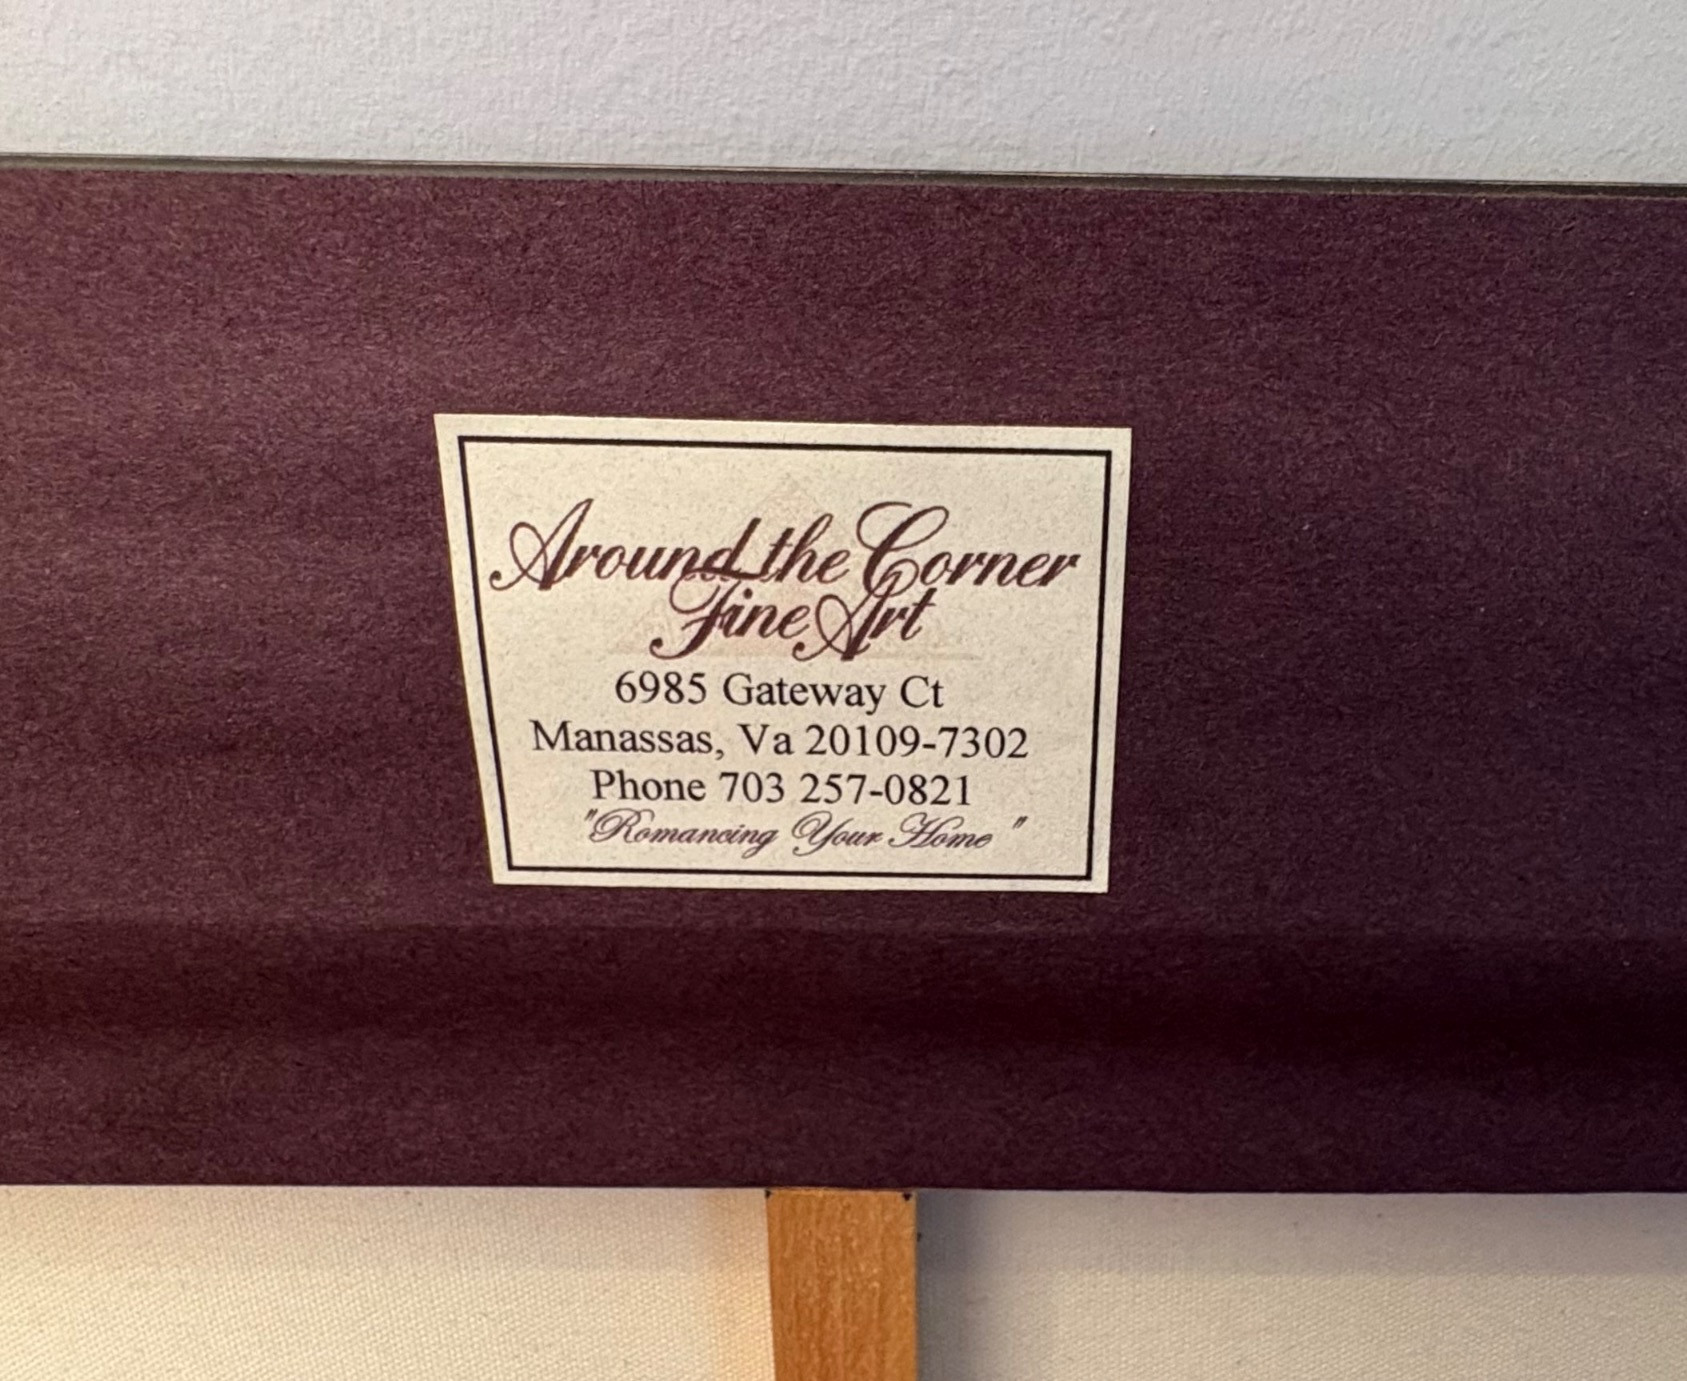 Around the Corner
Fine Art
6985 Gateway Ct
Manassas, Va 20109-7302
Phone 703 257-0821
"Romancing Your Home "